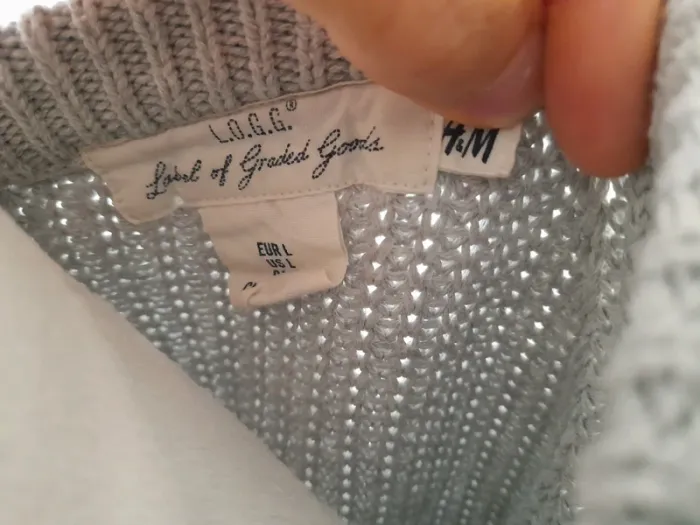 L.O.G.G.®
Label of Graded Goods
H&M
EUR L
US L